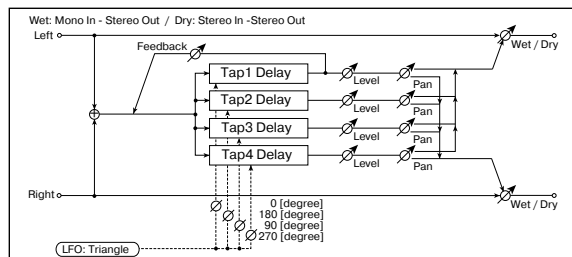 Wet: Mono In - Stereo Out / Dry: Stereo In -Stereo Out
Left
Wet / Dry
Feedback
Tap1 Delay
Level
Pan
Tap2 Delay
Level
Tap3 Delay
Level
Tap4 Delay
Level
Pan
Right
Wet / Dry
0 [degree]
180 [degree]
90 [degree]
270 [degree]
LFO: Triangle